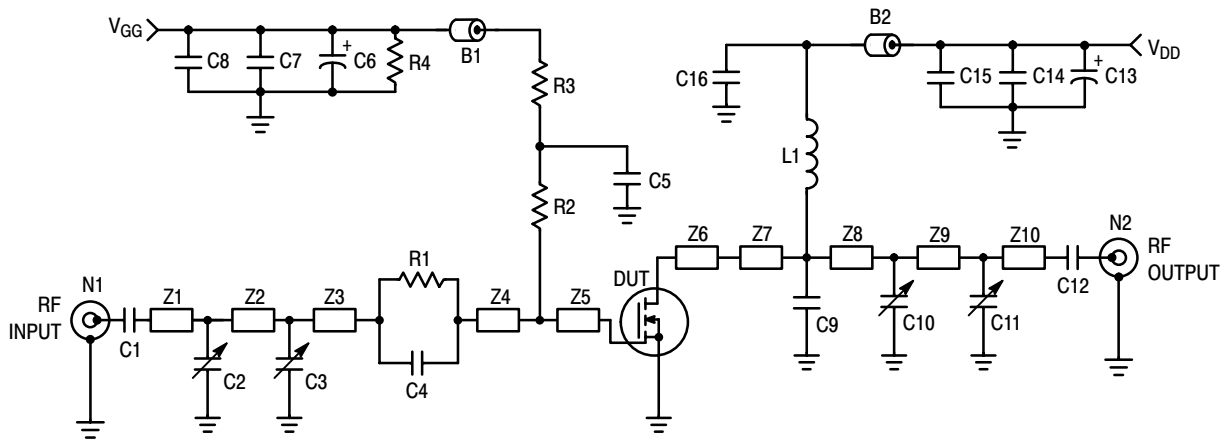 VGG
C8
C7
+
C6
R4
B1
R3
C5
R2
B2
C16
C15
C14
+
C13
VDD
L1
N1
RF
INPUT
C1
Z1
C2
Z2
C3
Z3
R1
C4
Z4
Z5
DUT
Z6
Z7
C9
Z8
C10
Z9
C11
Z10
C12
N2
RF
OUTPUT